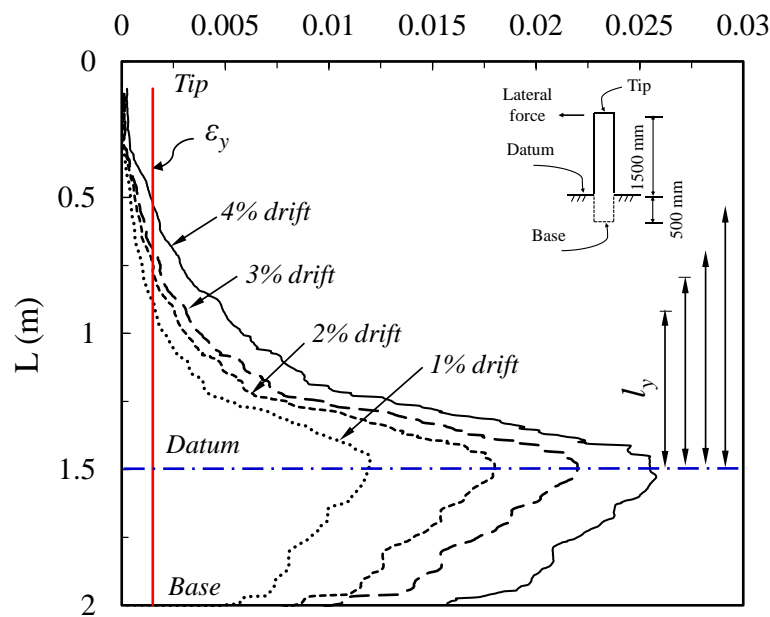 0 0.005 0.01 0.015 0.02 0.025 0.03
0
Tip
Tip
Lateral
force
ε_y
1500 mm
Datum
0.5
4% drift
500 mm
Base
3% drift
L (m)
1
2% drift
1% drift
l_y
Datum
1.5
Base
2